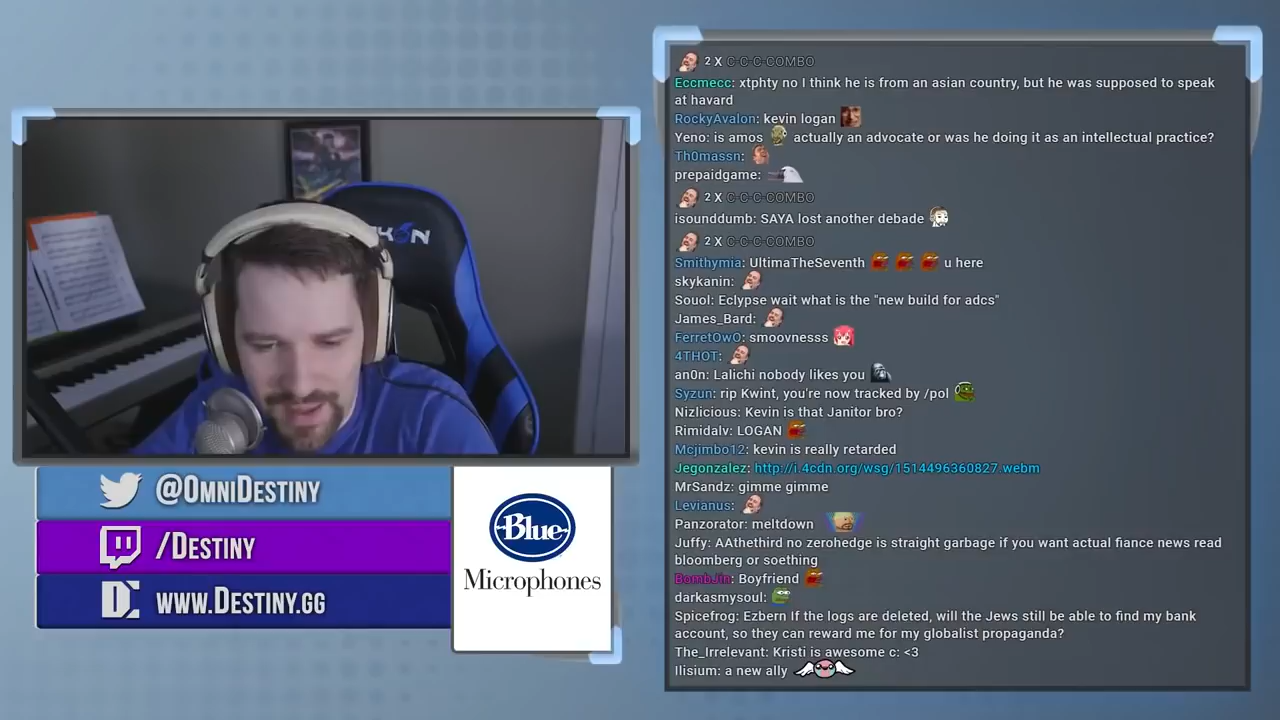 2 X C-C-C-COMBO
Eccmecc: xtphty no I think he is from an asian country, but he was supposed to speak
at havard
RockyAvalon: kevin logan
Yeno: is amos actually an advocate or was he doing it as an intellectual practice?
Th0massn:
prepaidgame:
2 X C-C-C-COMBO
isounddumb: SAYA lost another debade
2 X C-C-C-COMBO
Smithymia: UltimaTheSeventh u here
skykanin:
Souol: Eclypse wait what is the "new build for adcs"
James_Bard:
FerretOwO: smoovnesss
4THOT:
an0n: Lalichi nobody likes you
Syzun: rip Kwint, you're now tracked by /pol
Nizlicious: Kevin is that Janitor bro?
Rimidalv: LOGAN
Mcjimbo12: kevin is really retarded
Jegonzalez: http://i.4cdn.org/wsg/1514496360827.webm
MrSandz: gimme gimme
Levianus:
Panzorator: meltdown
Juffy: AAthethird no zerohedge is straight garbage if you want actual fiance news read
bloomberg or soething
BombJin: Boyfriend
darkasmysoul:
Spicefrog: Ezbern If the logs are deleted, will the Jews still be able to find my bank
account, so they can reward me for my globalist propaganda?
The_Irrelevant: Kristi is awesome c: <3
Ilisium: a new ally
@OmniDestiny
/Destiny
www.Destiny.gg
Blue
Microphones